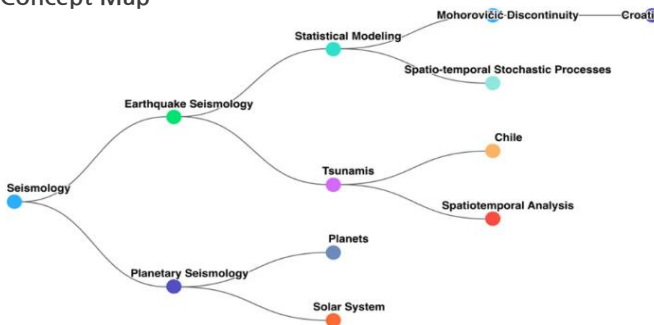 Concept Map
Mohorovičić Discontinuity
Statistical Modeling
Spatio-temporal Stochastic Processes
Earthquake Seismology
Chile
Tsunamis
Seismology
Spatiotemporal Analysis
Planets
Planetary Seismology
Solar System